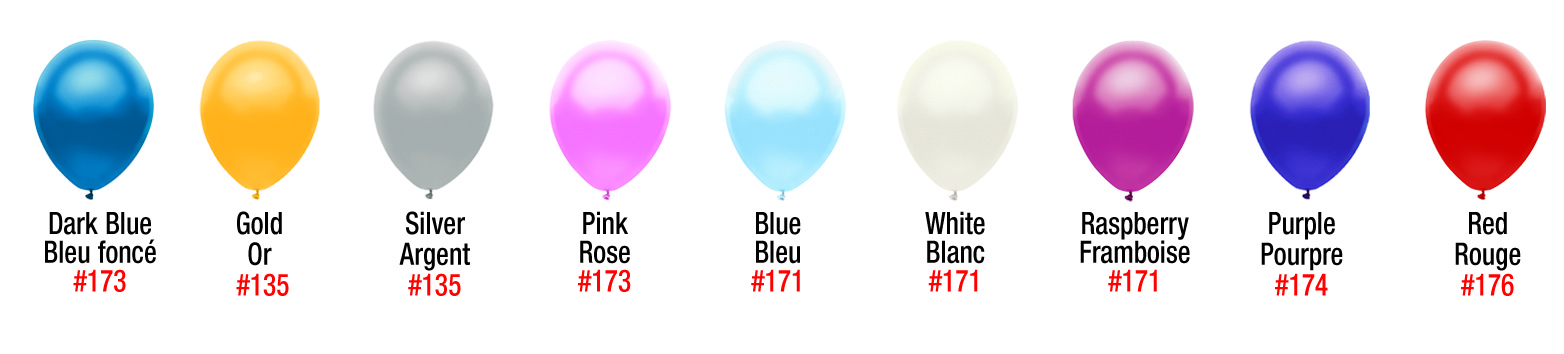 Dark Blue
Bleu foncé
#173
Gold
Or
#135
Silver
Argent
#135
Pink
Rose
#173
Blue
Bleu
#171
White
Blanc
#171
Raspberry
Framboise
#171
Purple
Pourpre
#174
Red
Rouge
#176